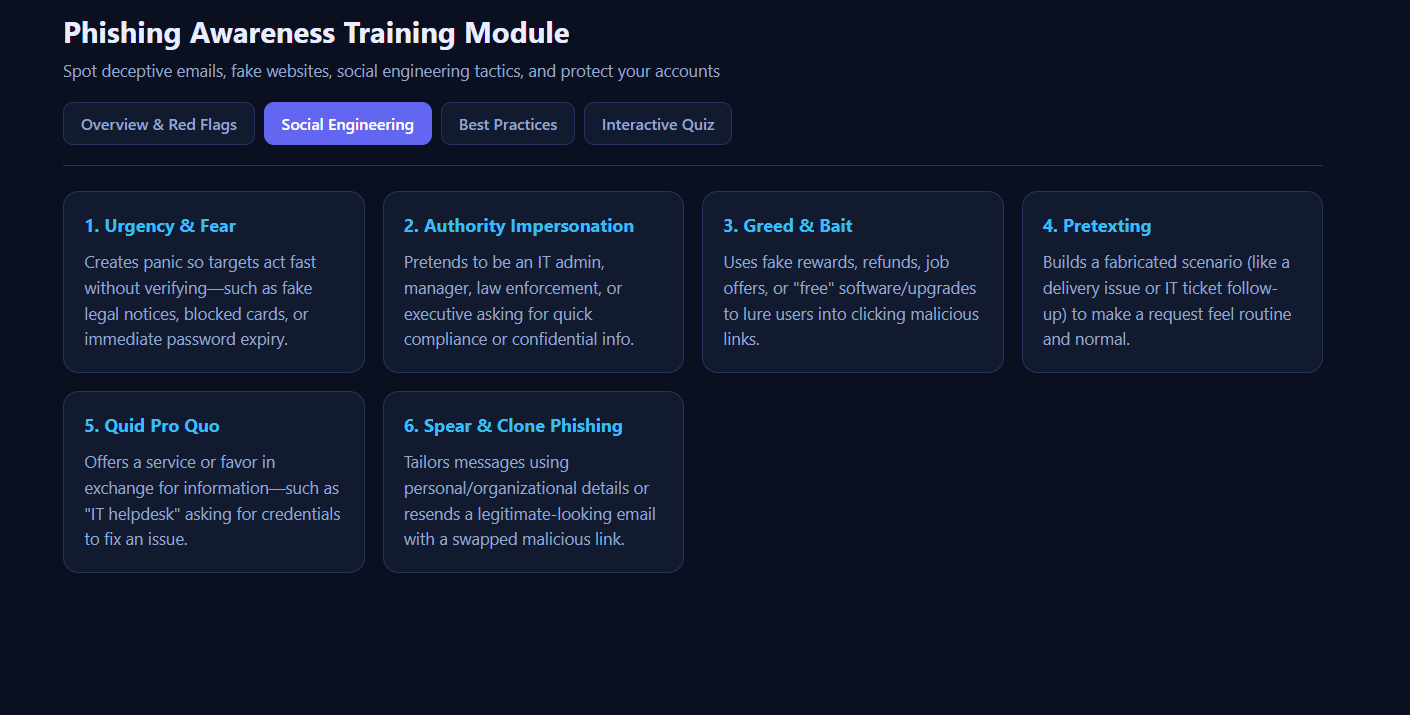 Phishing Awareness Training Module
Spot deceptive emails, fake websites, social engineering tactics, and protect your accounts
Overview & Red Flags
Social Engineering
Best Practices
Interactive Quiz
1. Urgency & Fear
Creates panic so targets act fast
without verifying—such as fake
legal notices, blocked cards, or
immediate password expiry.
2. Authority Impersonation
Pretends to be an IT admin,
manager, law enforcement, or
executive asking for quick
compliance or confidential info.
3. Greed & Bait
Uses fake rewards, refunds, job
offers, or "free" software/upgrades
to lure users into clicking malicious
links.
4. Pretexting
Builds a fabricated scenario (like a
delivery issue or IT ticket follow-
up) to make a request feel routine
and normal.
5. Quid Pro Quo
Offers a service or favor in
exchange for information—such as
"IT helpdesk" asking for credentials
to fix an issue.
6. Spear & Clone Phishing
Tailors messages using
personal/organizational details or
resends a legitimate-looking email
with a swapped malicious link.